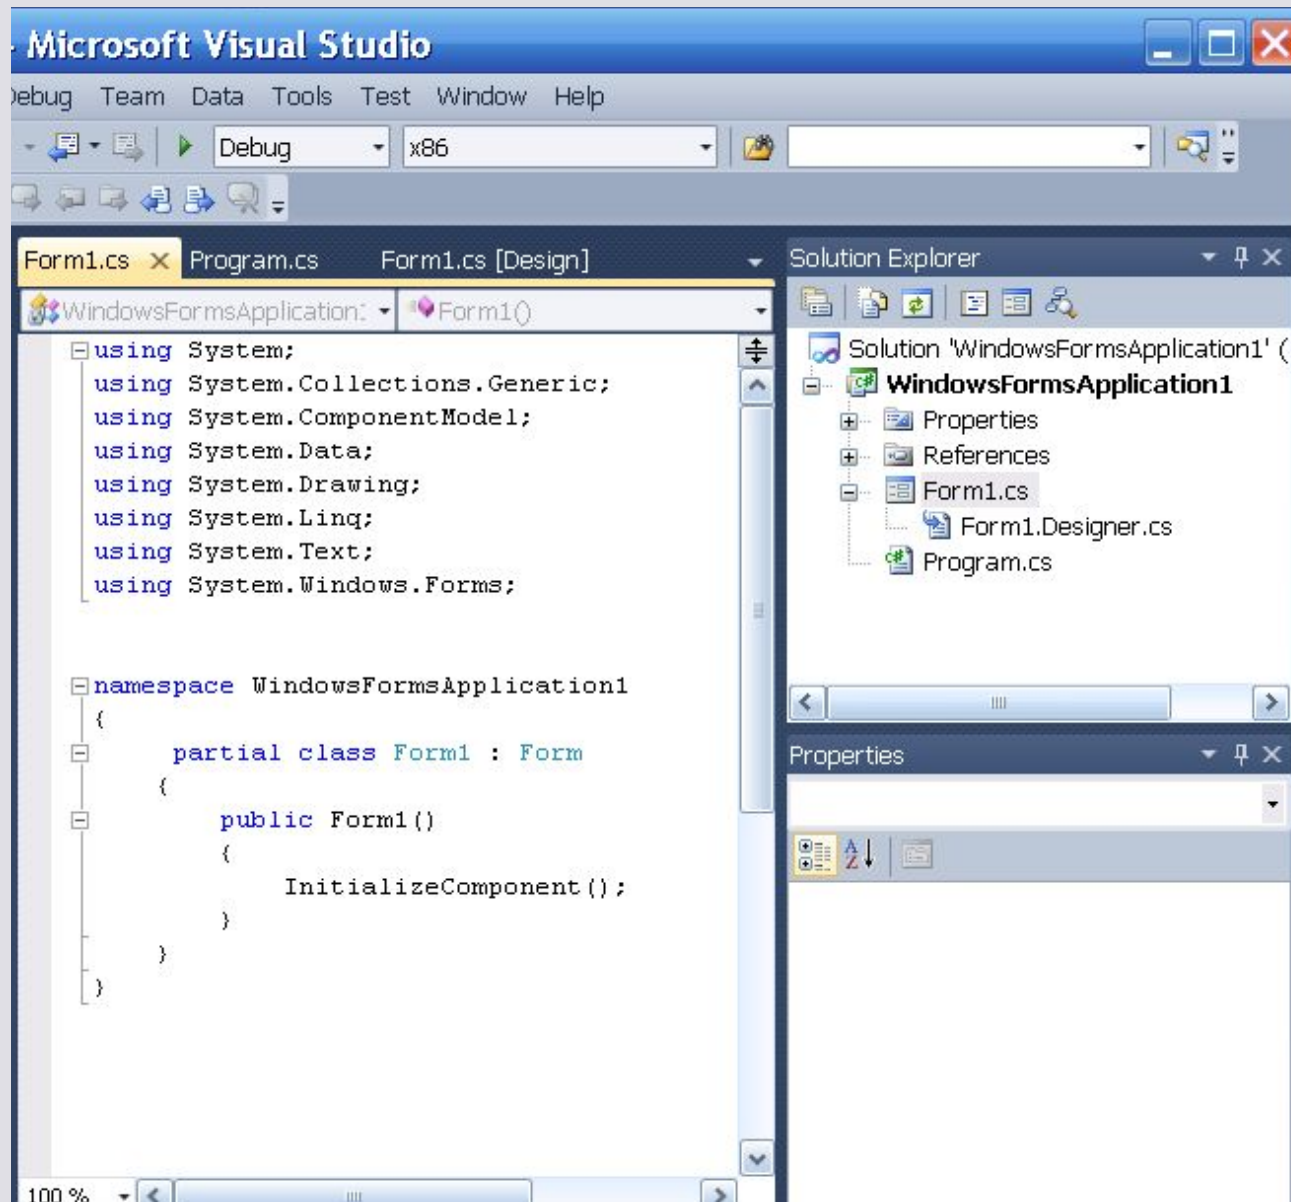 - Microsoft Visual Studio
Debug Team Data Tools Test Window Help
Debug x86
Form1.cs Program.cs Form1.cs [Design]
WindowsFormsApplication1 Form1()
using System;
using System.Collections.Generic;
using System.ComponentModel;
using System.Data;
using System.Drawing;
using System.Linq;
using System.Text;
using System.Windows.Forms;
namespace WindowsFormsApplication1
{
partial class Form1 : Form
{
public Form1()
{
InitializeComponent();
}
}
}
100 %
Solution Explorer
Solution 'WindowsFormsApplication1' (
WindowsFormsApplication1
Properties
References
Form1.cs
Form1.Designer.cs
Program.cs
Properties